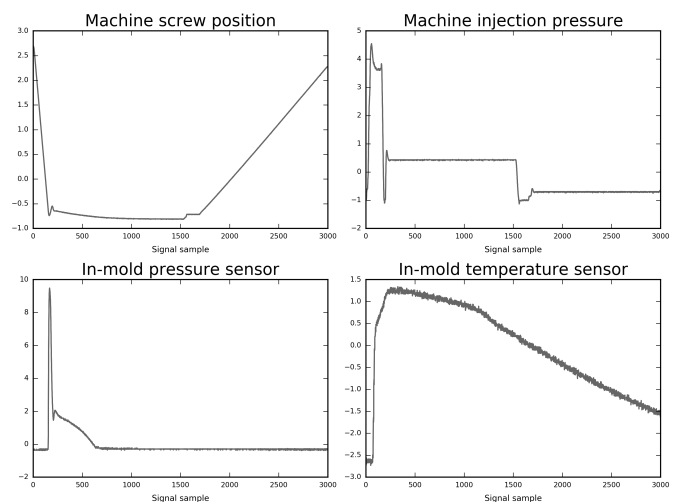 Machine screw position
3.0
2.5
2.0
1.5
1.0
0.5
0.0
−0.5
−1.0
0 500 1000 1500 2000 2500 3000
Signal sample
Machine injection pressure
5
4
3
2
1
0
−1
−2
0 500 1000 1500 2000 2500 3000
Signal sample
In-mold pressure sensor
10
8
6
4
2
0
−2
0 500 1000 1500 2000 2500 3000
Signal sample
In-mold temperature sensor
1.5
1.0
0.5
0.0
−0.5
−1.0
−1.5
−2.0
−2.5
−3.0
0 500 1000 1500 2000 2500 3000
Signal sample